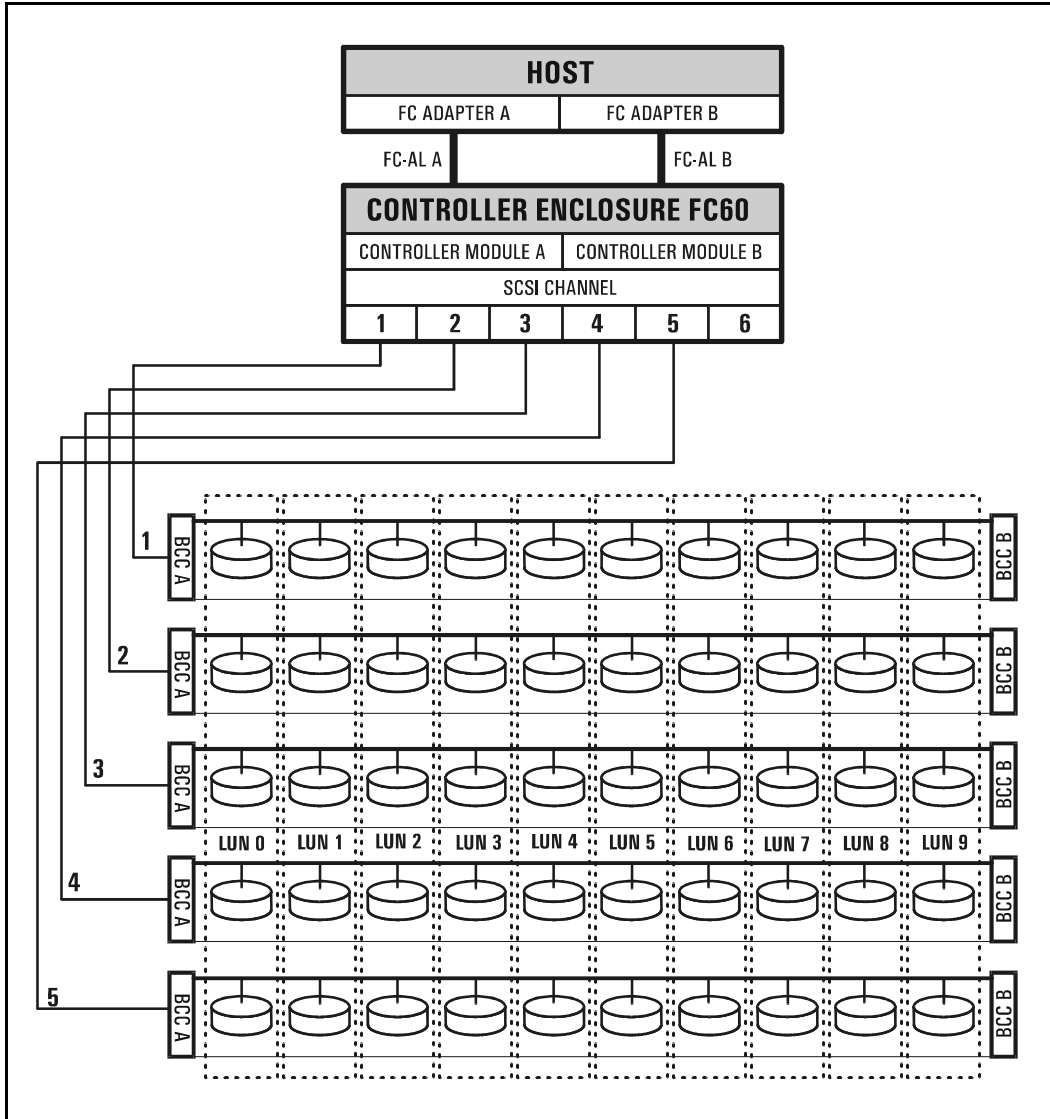 HOST
FC ADAPTER A FC ADAPTER B
FC-AL A FC-AL B
CONTROLLER ENCLOSURE FC60
CONTROLLER MODULE A CONTROLLER MODULE B
SCSI CHANNEL
1 2 3 4 5 6
1 BCC A BCC B
2 BCC A BCC B
3 BCC A BCC B
LUN 0 LUN 1 LUN 2 LUN 3 LUN 4 LUN 5 LUN 6 LUN 7 LUN 8 LUN 9
4 BCC A BCC B
5 BCC A BCC B